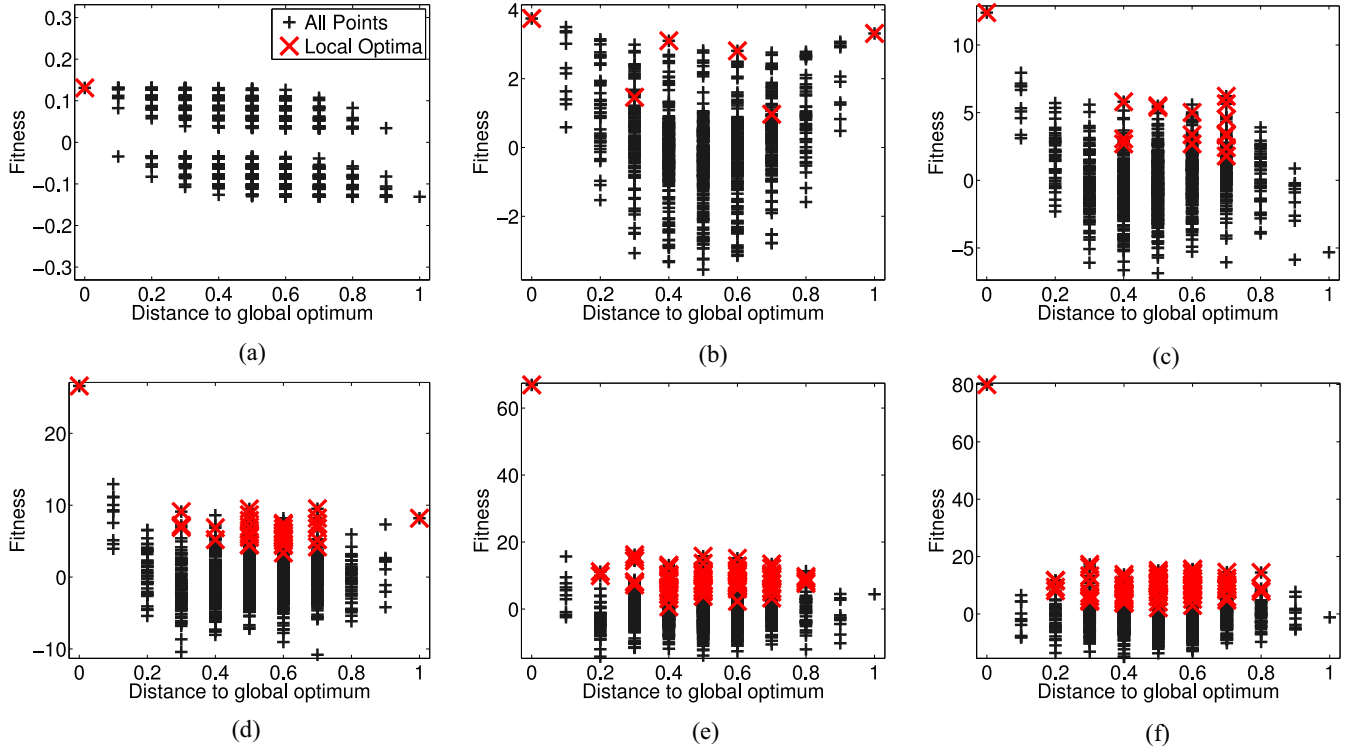 0.3
0.2
0.1
0
−0.1
−0.2
−0.3
Fitness
All Points
Local Optima
0 0.2 0.4 0.6 0.8 1
Distance to global optimum
(a)
4
2
0
−2
Fitness
0 0.2 0.4 0.6 0.8 1
Distance to global optimum
(b)
10
5
0
−5
Fitness
0 0.2 0.4 0.6 0.8 1
Distance to global optimum
(c)
20
10
0
−10
Fitness
0 0.2 0.4 0.6 0.8 1
Distance to global optimum
(d)
60
40
20
0
Fitness
0 0.2 0.4 0.6 0.8 1
Distance to global optimum
(e)
80
60
40
20
0
Fitness
0 0.2 0.4 0.6 0.8 1
Distance to global optimum
(f)